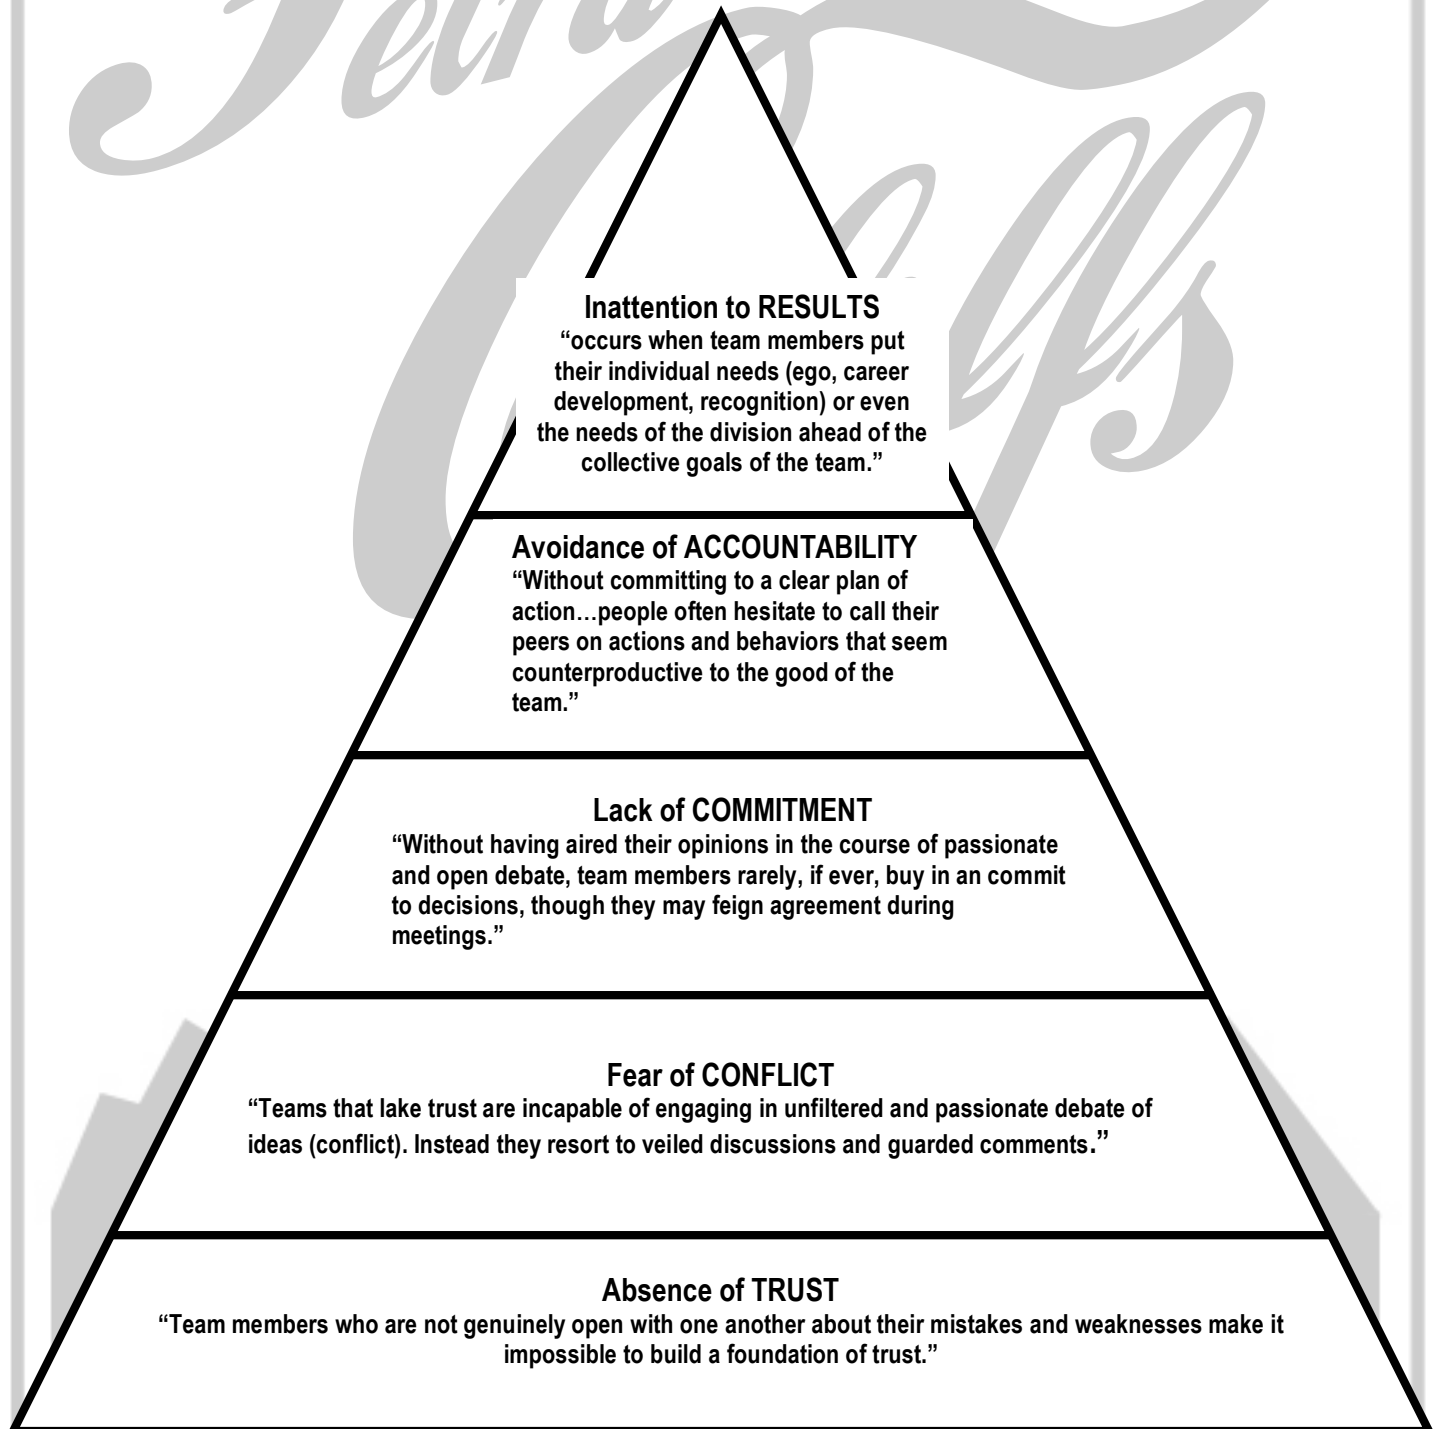 Petra
Cliffs
Inattention to RESULTS
“occurs when team members put
their individual needs (ego, career
development, recognition) or even
the needs of the division ahead of the
collective goals of the team.”
Avoidance of ACCOUNTABILITY
“Without committing to a clear plan of
action…people often hesitate to call their
peers on actions and behaviors that seem
counterproductive to the good of the
team.”
Lack of COMMITMENT
“Without having aired their opinions in the course of passionate
and open debate, team members rarely, if ever, buy in an commit
to decisions, though they may feign agreement during
meetings.”
Fear of CONFLICT
“Teams that lake trust are incapable of engaging in unfiltered and passionate debate of
ideas (conflict). Instead they resort to veiled discussions and guarded comments.”
Absence of TRUST
“Team members who are not genuinely open with one another about their mistakes and weaknesses make it
impossible to build a foundation of trust.”